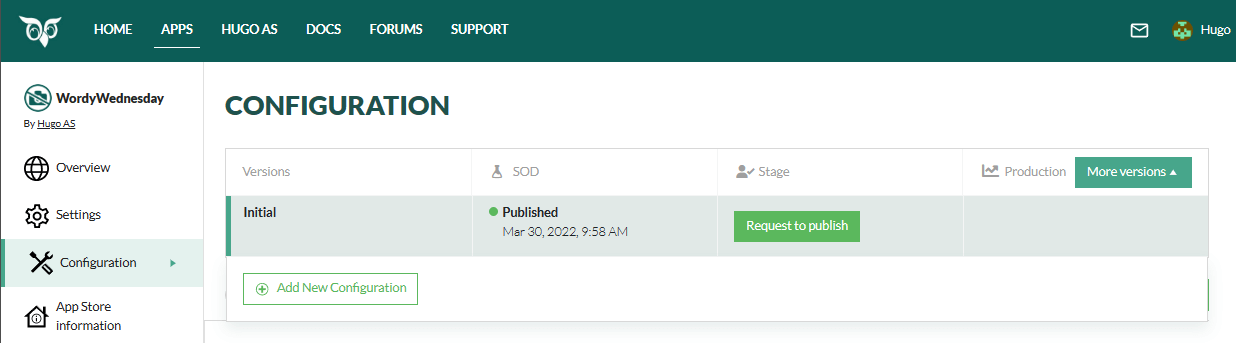 HOME APPS HUGO AS DOCS FORUMS SUPPORT Hugo
WordyWednesday
By Hugo AS
Overview
Settings
Configuration
App Store
information
CONFIGURATION
Versions SOD Stage Production More versions
Initial Published Request to publish
Mar 30, 2022, 9:58 AM
Add New Configuration